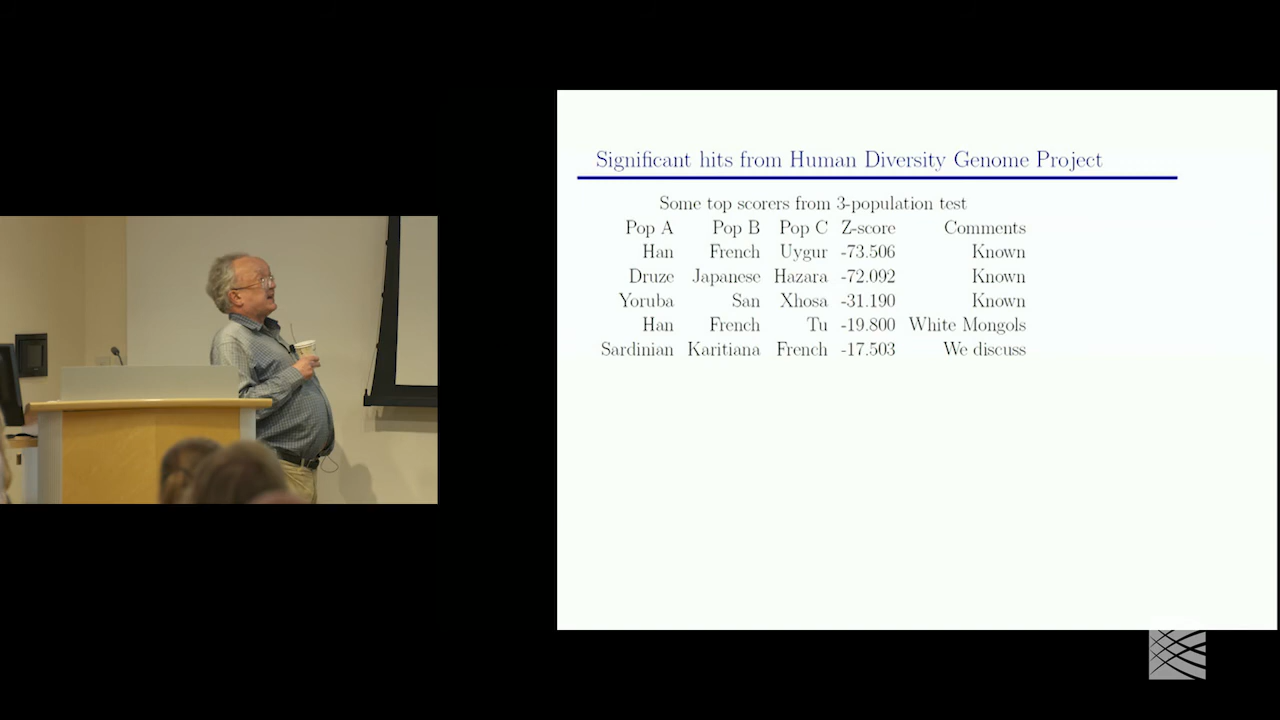 Significant hits from Human Diversity Genome Project
Some top scorers from 3-population test
Pop A Pop B Pop C Z-score Comments
Han French Uygur -73.506 Known
Druze Japanese Hazara -72.092 Known
Yoruba San Xhosa -31.190 Known
Han French Tu -19.800 White Mongols
Sardinian Karitiana French -17.503 We discuss